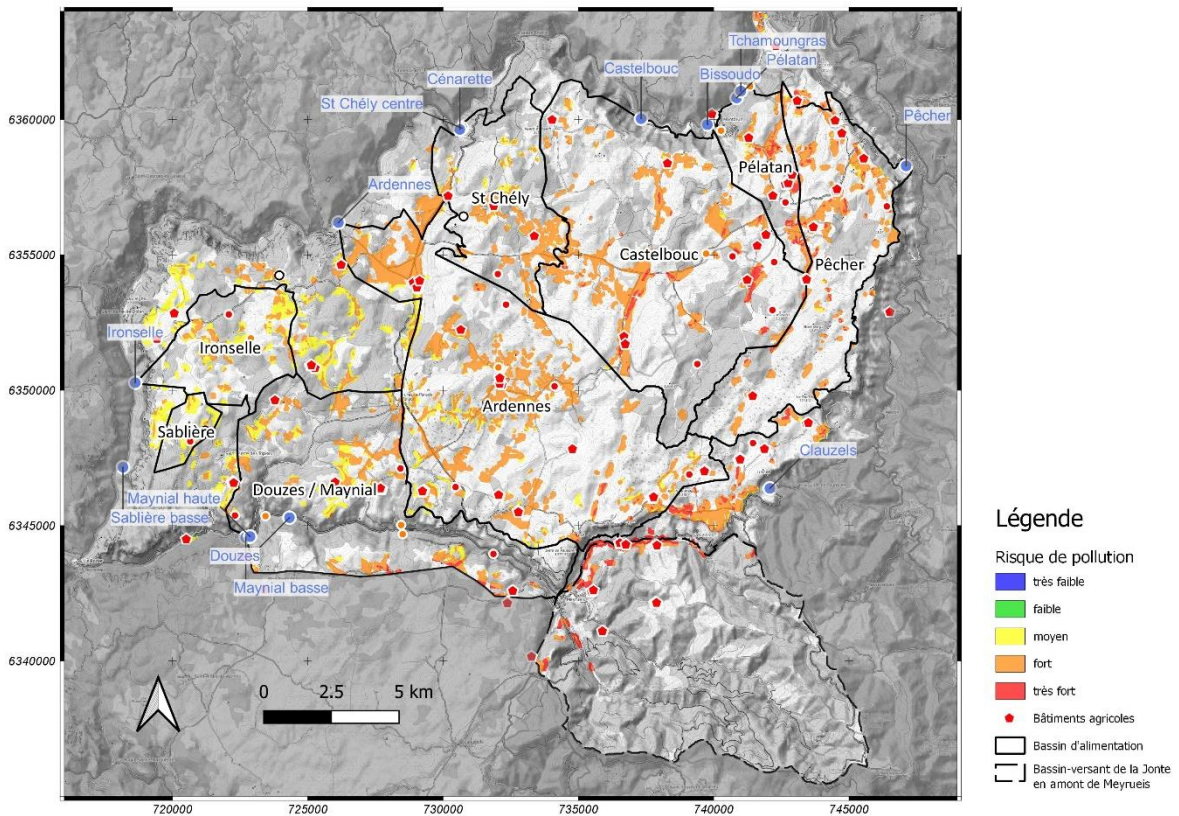 Tchamoungras
Pélatan
Castelbouc
Bissoudo
Cénarette
St Chély centre
Pêcher
Ardennes
Pélatan
St Chély
Castelbouc
Pêcher
Ironselle
Ironselle
Ardennes
Sablière
Clauzels
Douzes / Maynial
Maynial haute
Sablière basse
Douzes
Maynial basse
6360000
6355000
6350000
6345000
6340000
0 2.5 5 km
720000 725000 730000 735000 740000 745000
Légende
Risque de pollution
très faible
faible
moyen
fort
très fort
Bâtiments agricoles
Bassin d'alimentation
Bassin-versant de la Jonte
en amont de Meyrueis